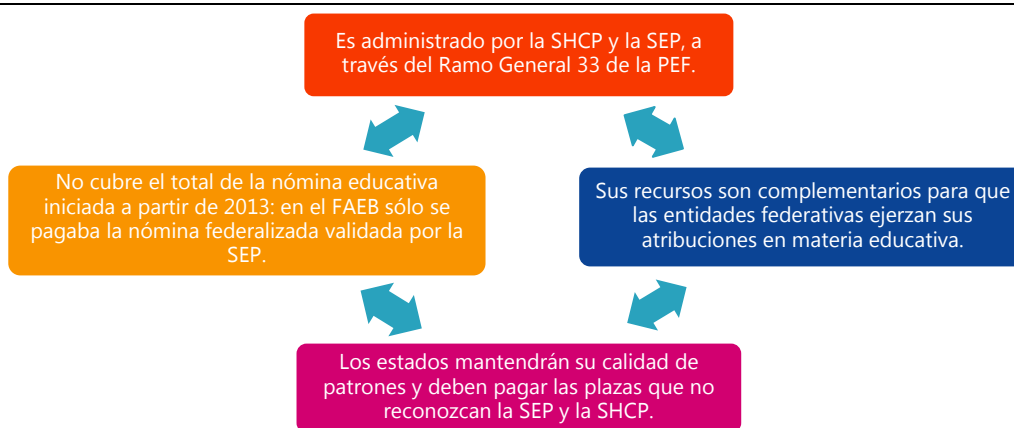 Es administrado por la SHCP y la SEP, a
través del Ramo General 33 de la PEF.
No cubre el total de la nómina educativa
iniciada a partir de 2013: en el FAEB sólo se
pagaba la nómina federalizada validada por la
SEP.
Sus recursos son complementarios para que
las entidades federativas ejerzan sus
atribuciones en materia educativa.
Los estados mantendrán su calidad de
patrones y deben pagar las plazas que no
reconozcan la SEP y la SHCP.